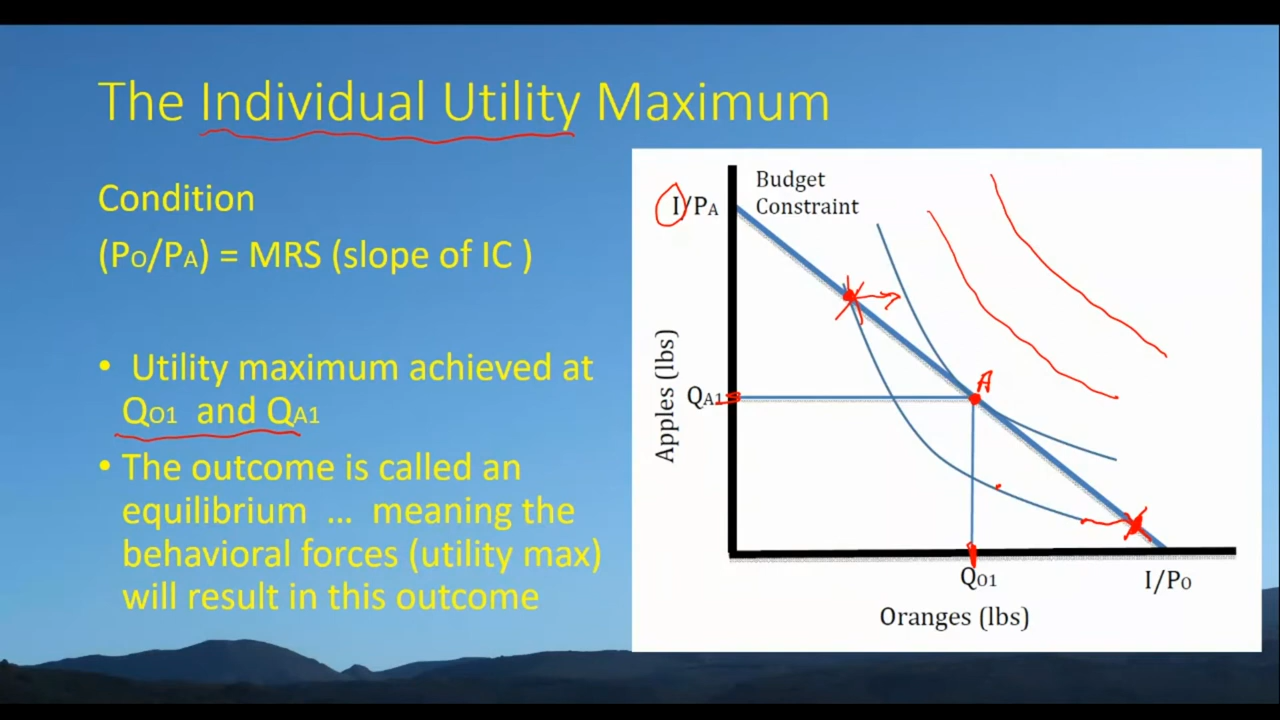 The Individual Utility Maximum
Condition
(PO/PA) = MRS (slope of IC )
• Utility maximum achieved at
QO1 and QA1
• The outcome is called an
equilibrium … meaning the
behavioral forces (utility max)
will result in this outcome
Budget
Constraint
I/PA
A
QA1
Apples (lbs)
QO1
I/PO
Oranges (lbs)